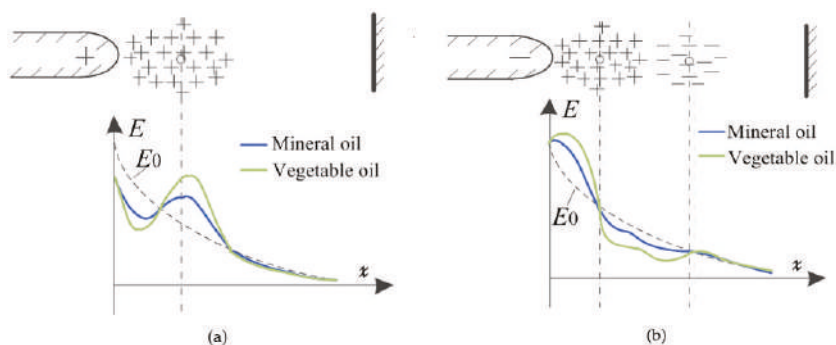 E
E0
Mineral oil
Vegetable oil
x
(a)
E
E0
Mineral oil
Vegetable oil
x
(b)